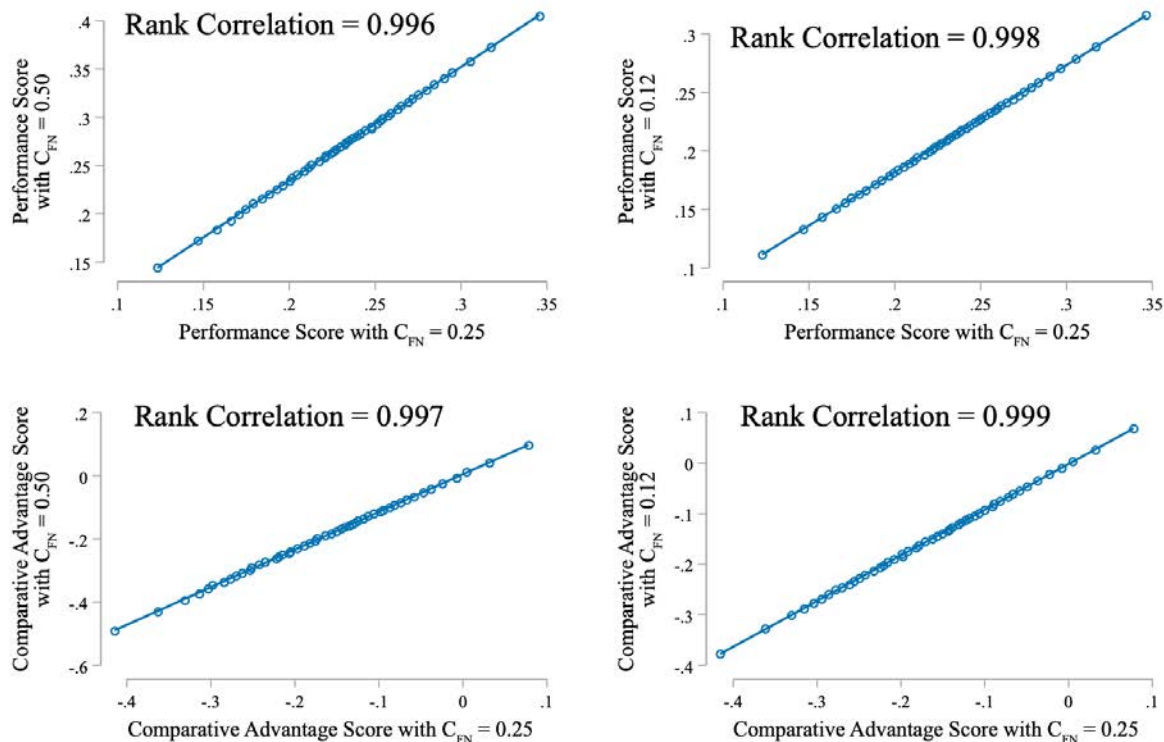 Rank Correlation = 0.996
Performance Score
with C_FN = 0.50
.4
.35
.3
.25
.2
.15
.1
.15
.2
.25
.3
.35
Performance Score with C_FN = 0.25
Rank Correlation = 0.998
Performance Score
with C_FN = 0.12
.3
.25
.2
.15
.1
.1
.15
.2
.25
.3
.35
Performance Score with C_FN = 0.25
Rank Correlation = 0.997
Comparative Advantage Score
with C_FN = 0.50
.2
0
-.2
-.4
-.6
-.4
-.3
-.2
-.1
0
.1
Comparative Advantage Score with C_FN = 0.25
Rank Correlation = 0.999
Comparative Advantage Score
with C_FN = 0.12
.1
0
-.1
-.2
-.3
-.4
-.4
-.3
-.2
-.1
0
.1
Comparative Advantage Score with C_FN = 0.25